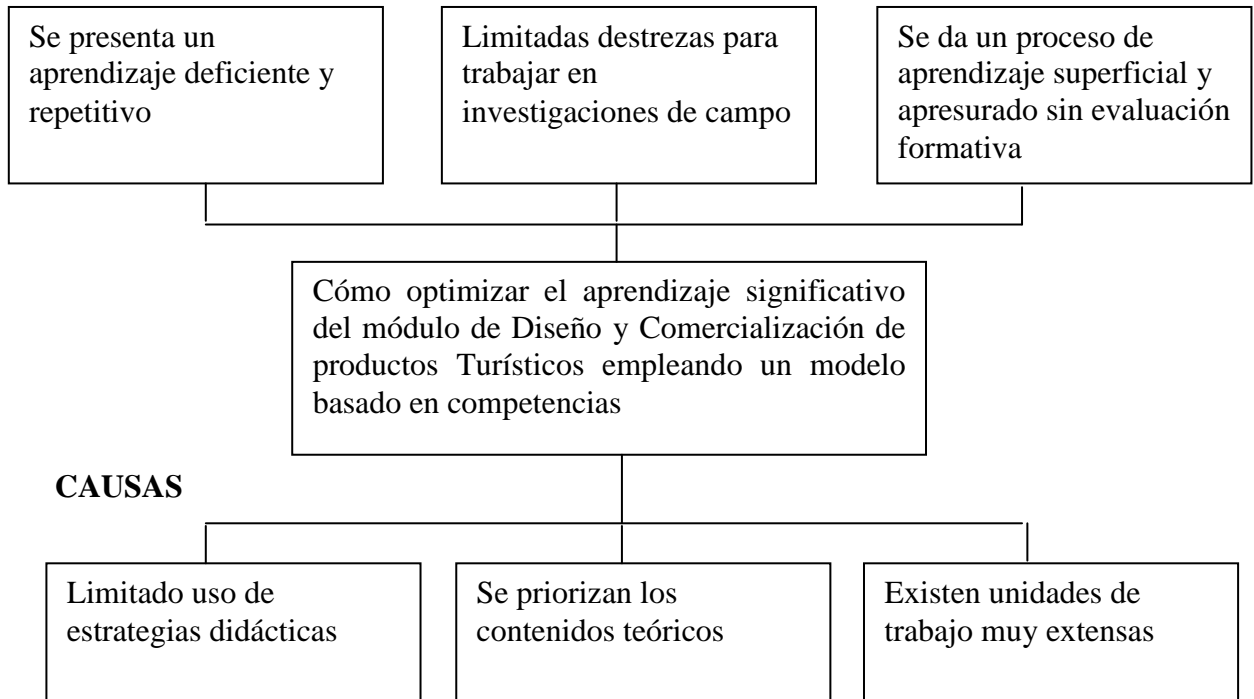 Se presenta un
aprendizaje deficiente y
repetitivo
Limitadas destrezas para
trabajar en
investigaciones de campo
Se da un proceso de
aprendizaje superficial y
apresurado sin evaluación
formativa
Cómo optimizar el aprendizaje significativo
del módulo de Diseño y Comercialización de
productos Turísticos empleando un modelo
basado en competencias
CAUSAS
Limitado uso de
estrategias didácticas
Se priorizan los
contenidos teóricos
Existen unidades de
trabajo muy extensas